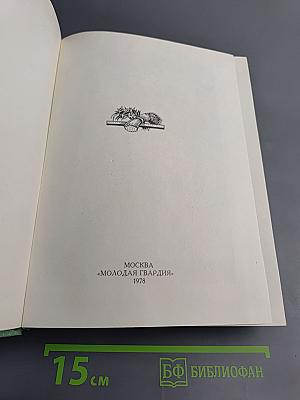 МОСКВА
«МОЛОДАЯ ГВАРДИЯ»
1978
15 см
БФ БИБЛИОФАН